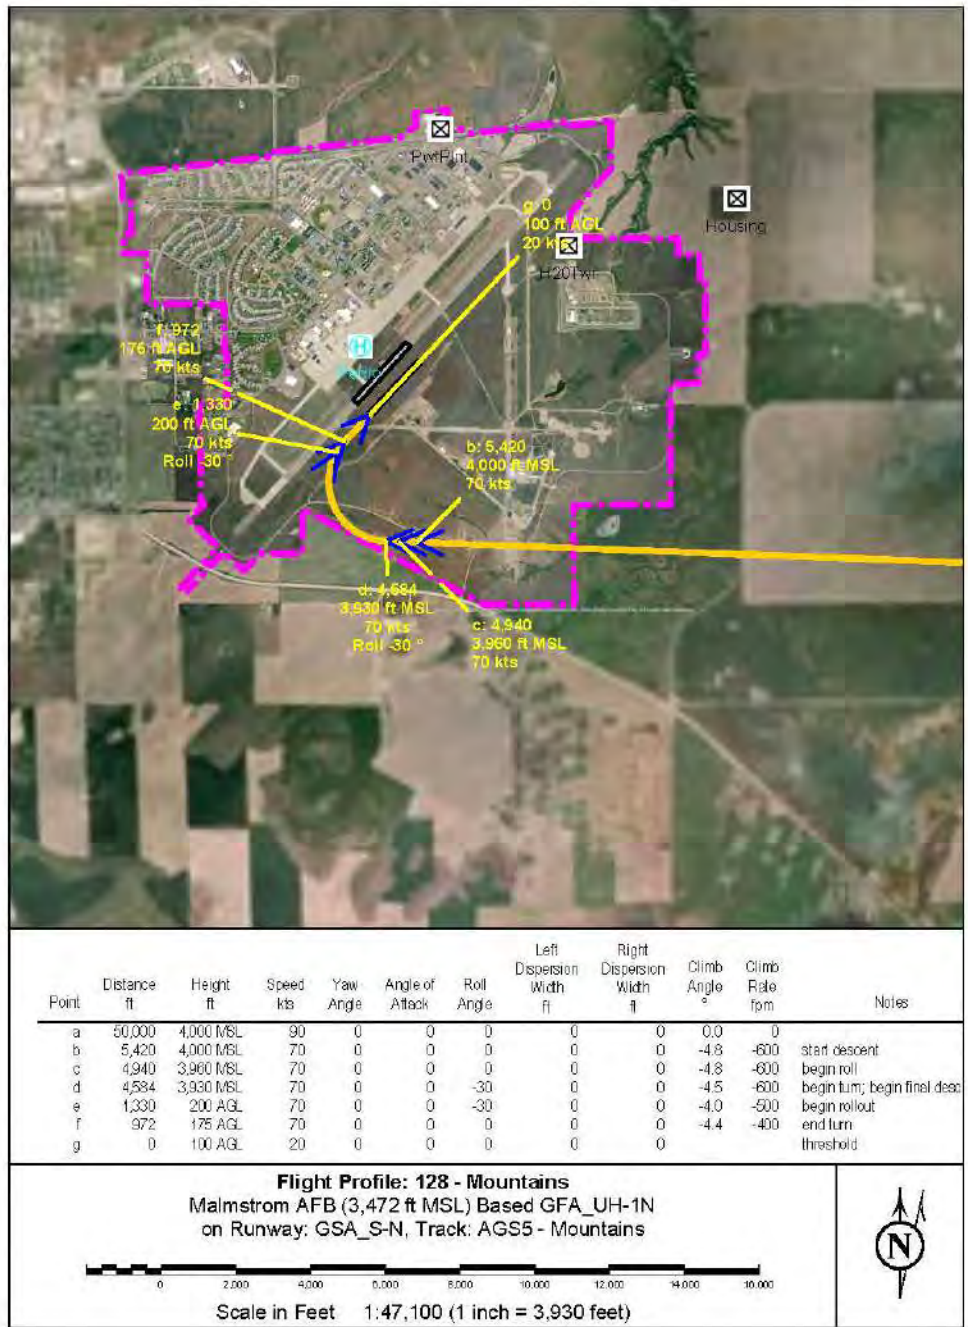 PwrPlnt
Housing
g: 0
100 ft AGL
20 kts
H20Twr
f: 972
176 ft AGL
70 kts
H
e: 1,330
200 ft AGL
70 kts
Roll -30 °
b: 5,420
4,000 ft MSL
70 kts
d: 4,584
3,930 ft MSL
70 kts
Roll -30 °
c: 4,940
3,960 ft MSL
70 kts
Point Distance ft Height ft Speed kts Yaw Angle Angle of Attack Roll Angle Left Dispersion Width ft Right Dispersion Width ft Climb Angle ° Climb Rate fpm Notes
a 50,000 4,000 MSL 90 0 0 0 0 0 0.0 0
b 5,420 4,000 MSL 70 0 0 0 0 0 -4.8 -600 start descent
c 4,940 3,960 MSL 70 0 0 0 0 0 -4.8 -600 begin roll
d 4,584 3,930 MSL 70 0 0 -30 0 0 -4.5 -600 begin turn; begin final desc
e 1,330 200 AGL 70 0 0 -30 0 0 -4.0 -500 begin rollout
f 972 175 AGL 70 0 0 0 0 0 -4.4 -400 end turn
g 0 100 AGL 20 0 0 0 0 0 threshold
Flight Profile: 128 - Mountains
Malmstrom AFB (3,472 ft MSL) Based GFA_UH-1N
on Runway: GSA_S-N, Track: AGS5 - Mountains
0 2,000 4,000 6,000 8,000 10,000 12,000 14,000 16,000
Scale in Feet 1:47,100 (1 inch = 3,930 feet)
N